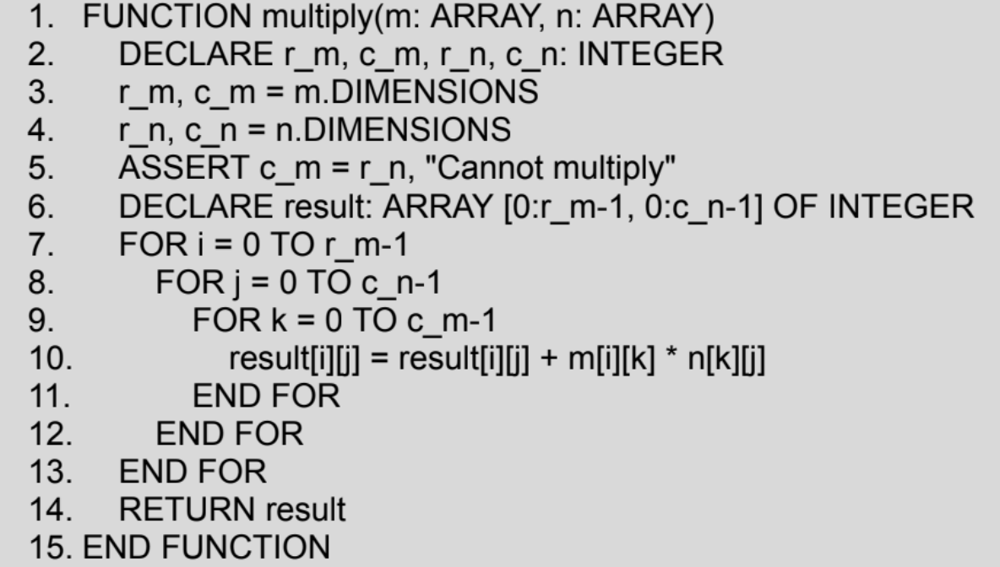 1. FUNCTION multiply(m: ARRAY, n: ARRAY)
2. DECLARE r_m, c_m, r_n, c_n: INTEGER
3. r_m, c_m = m.DIMENSIONS
4. r_n, c_n = n.DIMENSIONS
5. ASSERT c_m = r_n, "Cannot multiply"
6. DECLARE result: ARRAY [0:r_m-1, 0:c_n-1] OF INTEGER
7. FOR i = 0 TO r_m-1
8. FOR j = 0 TO c_n-1
9. FOR k = 0 TO c_m-1
10. result[i][j] = result[i][j] + m[i][k] * n[k][j]
11. END FOR
12. END FOR
13. END FOR
14. RETURN result
15. END FUNCTION